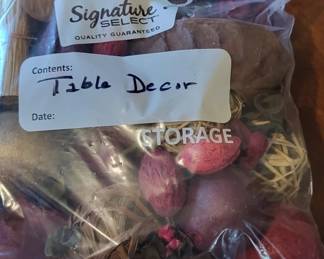 Signature
SELECT
QUALITY GUARANTEED
Contents:
Table Decor
Date:
STORAGE